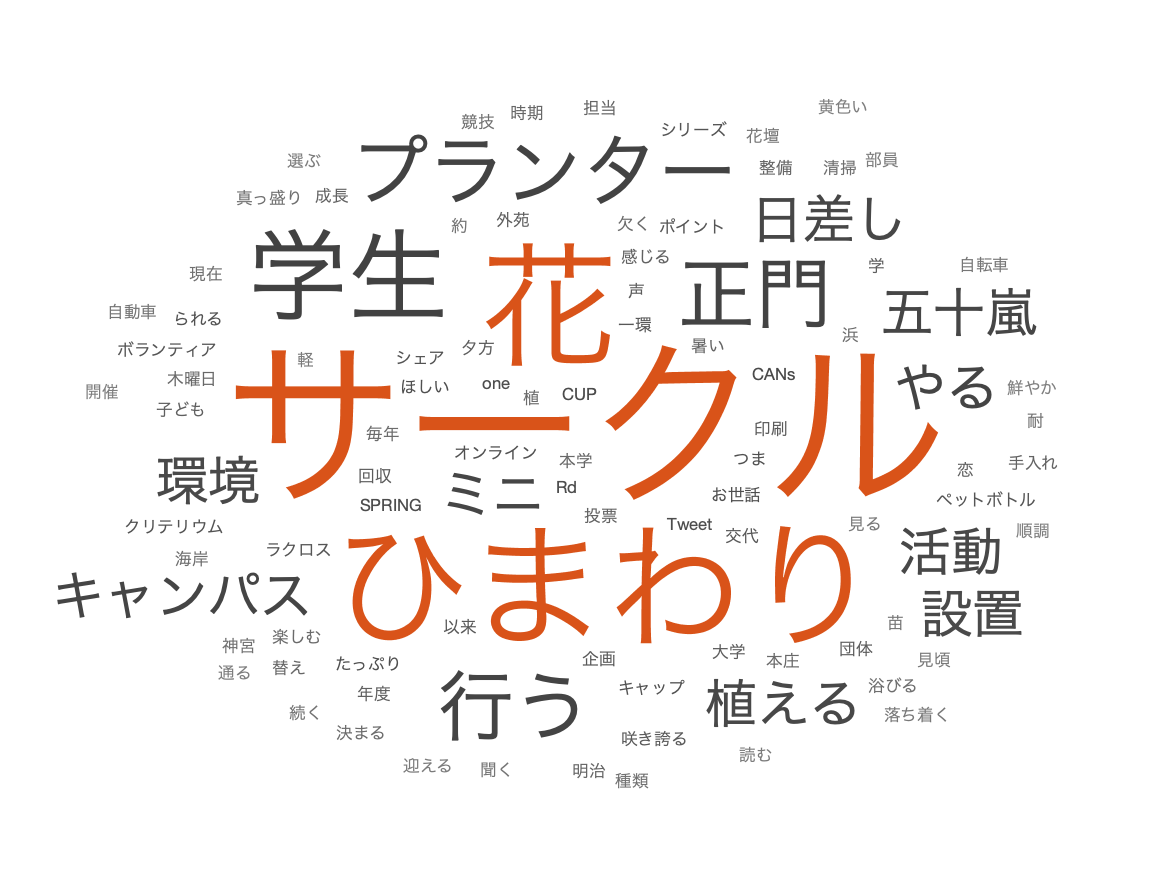 黄色い
競技 時期 担当
シリーズ 花壇
選ぶ プランター 整備 清掃 部員
真っ盛り 成長
約 外苑 欠く ポイント 日差し
学生 花 感じる 正門 学 自転車
現在 声
自動車 られる 一環 五十嵐
ボランティア 軽 シェア 夕方 暑い 浜
開催 木曜日 サークル ほしい one 植 CUP CANs やる 鮮やか
子ども 耐
毎年 オンライン 本学 印刷 つま
環境 回収 ミニ Rd お世話 恋 手入れ
SPRING ペットボトル
クリテリウム 投票 Tweet 交代 見る 順調
海岸 ラクロス ひまわり 活動
キャンパス 設置
以来 苗
神宮 楽しむ 大学 団体
通る 替え たっぷり 企画 本庄 見頃
年度 行う キャップ 植える 浴びる
続く 落ち着く
決まる 咲き誇る
読む
迎える 聞く 明治 種類